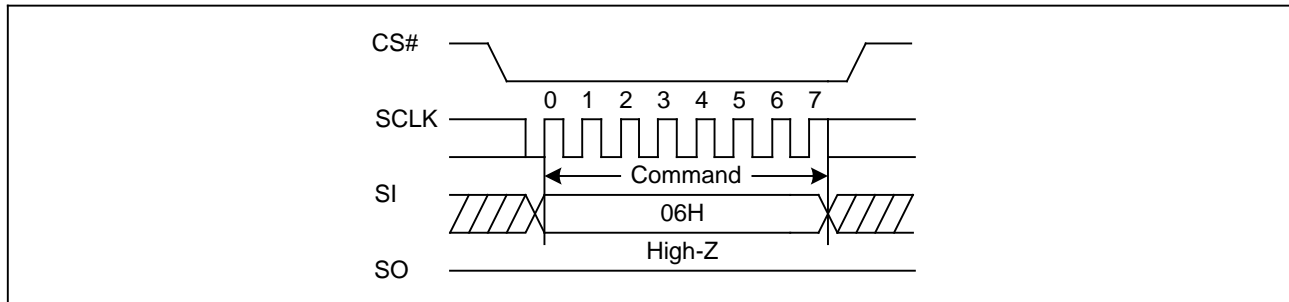 CS#
0 1 2 3 4 5 6 7
SCLK
Command
SI
06H
High-Z
SO